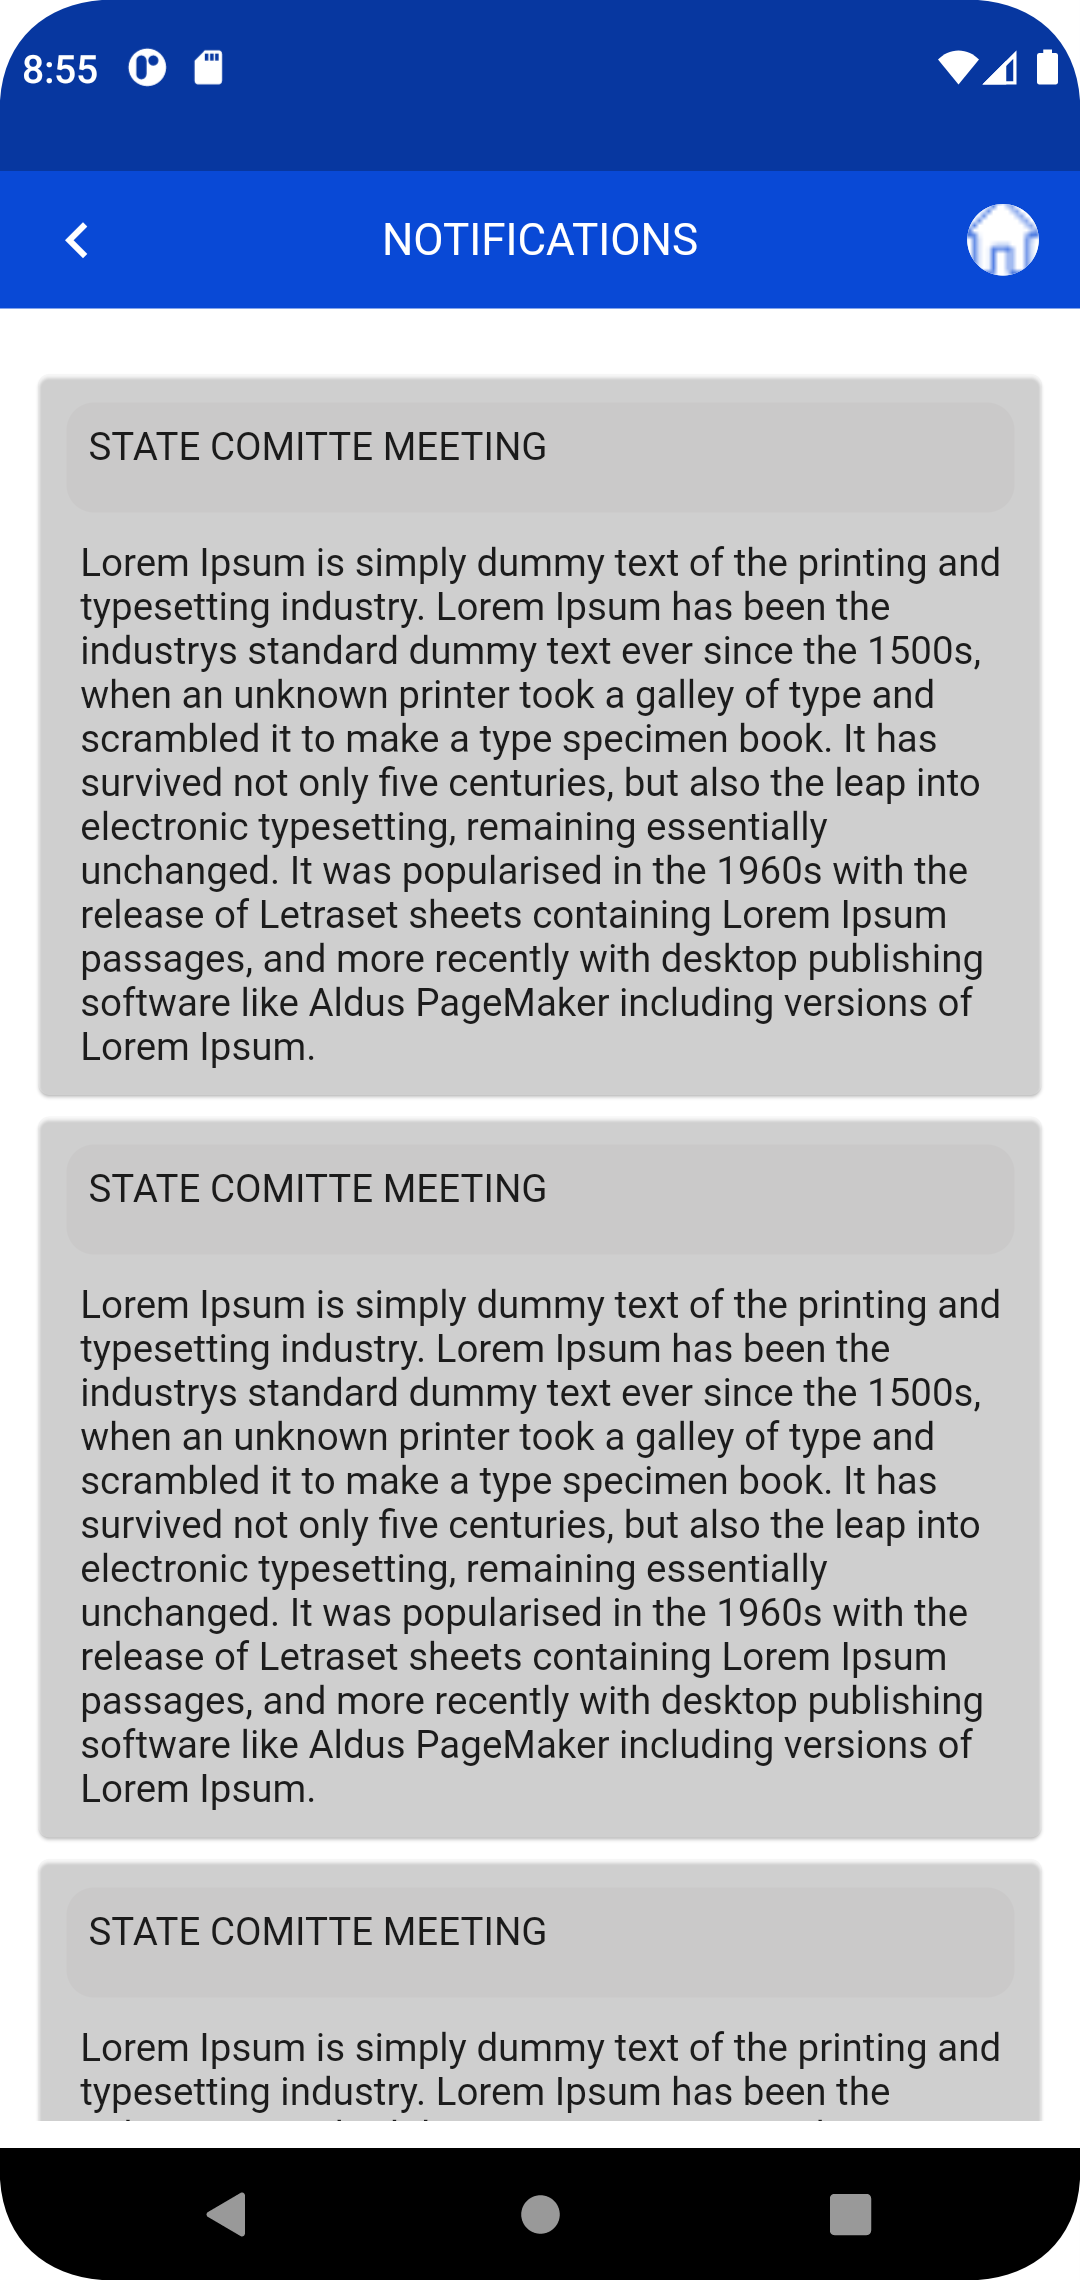 8:55
NOTIFICATIONS
STATE COMITTE MEETING
Lorem Ipsum is simply dummy text of the printing and
typesetting industry. Lorem Ipsum has been the
industrys standard dummy text ever since the 1500s,
when an unknown printer took a galley of type and
scrambled it to make a type specimen book. It has
survived not only five centuries, but also the leap into
electronic typesetting, remaining essentially
unchanged. It was popularised in the 1960s with the
release of Letraset sheets containing Lorem Ipsum
passages, and more recently with desktop publishing
software like Aldus PageMaker including versions of
Lorem Ipsum.
STATE COMITTE MEETING
Lorem Ipsum is simply dummy text of the printing and
typesetting industry. Lorem Ipsum has been the
industrys standard dummy text ever since the 1500s,
when an unknown printer took a galley of type and
scrambled it to make a type specimen book. It has
survived not only five centuries, but also the leap into
electronic typesetting, remaining essentially
unchanged. It was popularised in the 1960s with the
release of Letraset sheets containing Lorem Ipsum
passages, and more recently with desktop publishing
software like Aldus PageMaker including versions of
Lorem Ipsum.
STATE COMITTE MEETING
Lorem Ipsum is simply dummy text of the printing and
typesetting industry. Lorem Ipsum has been the